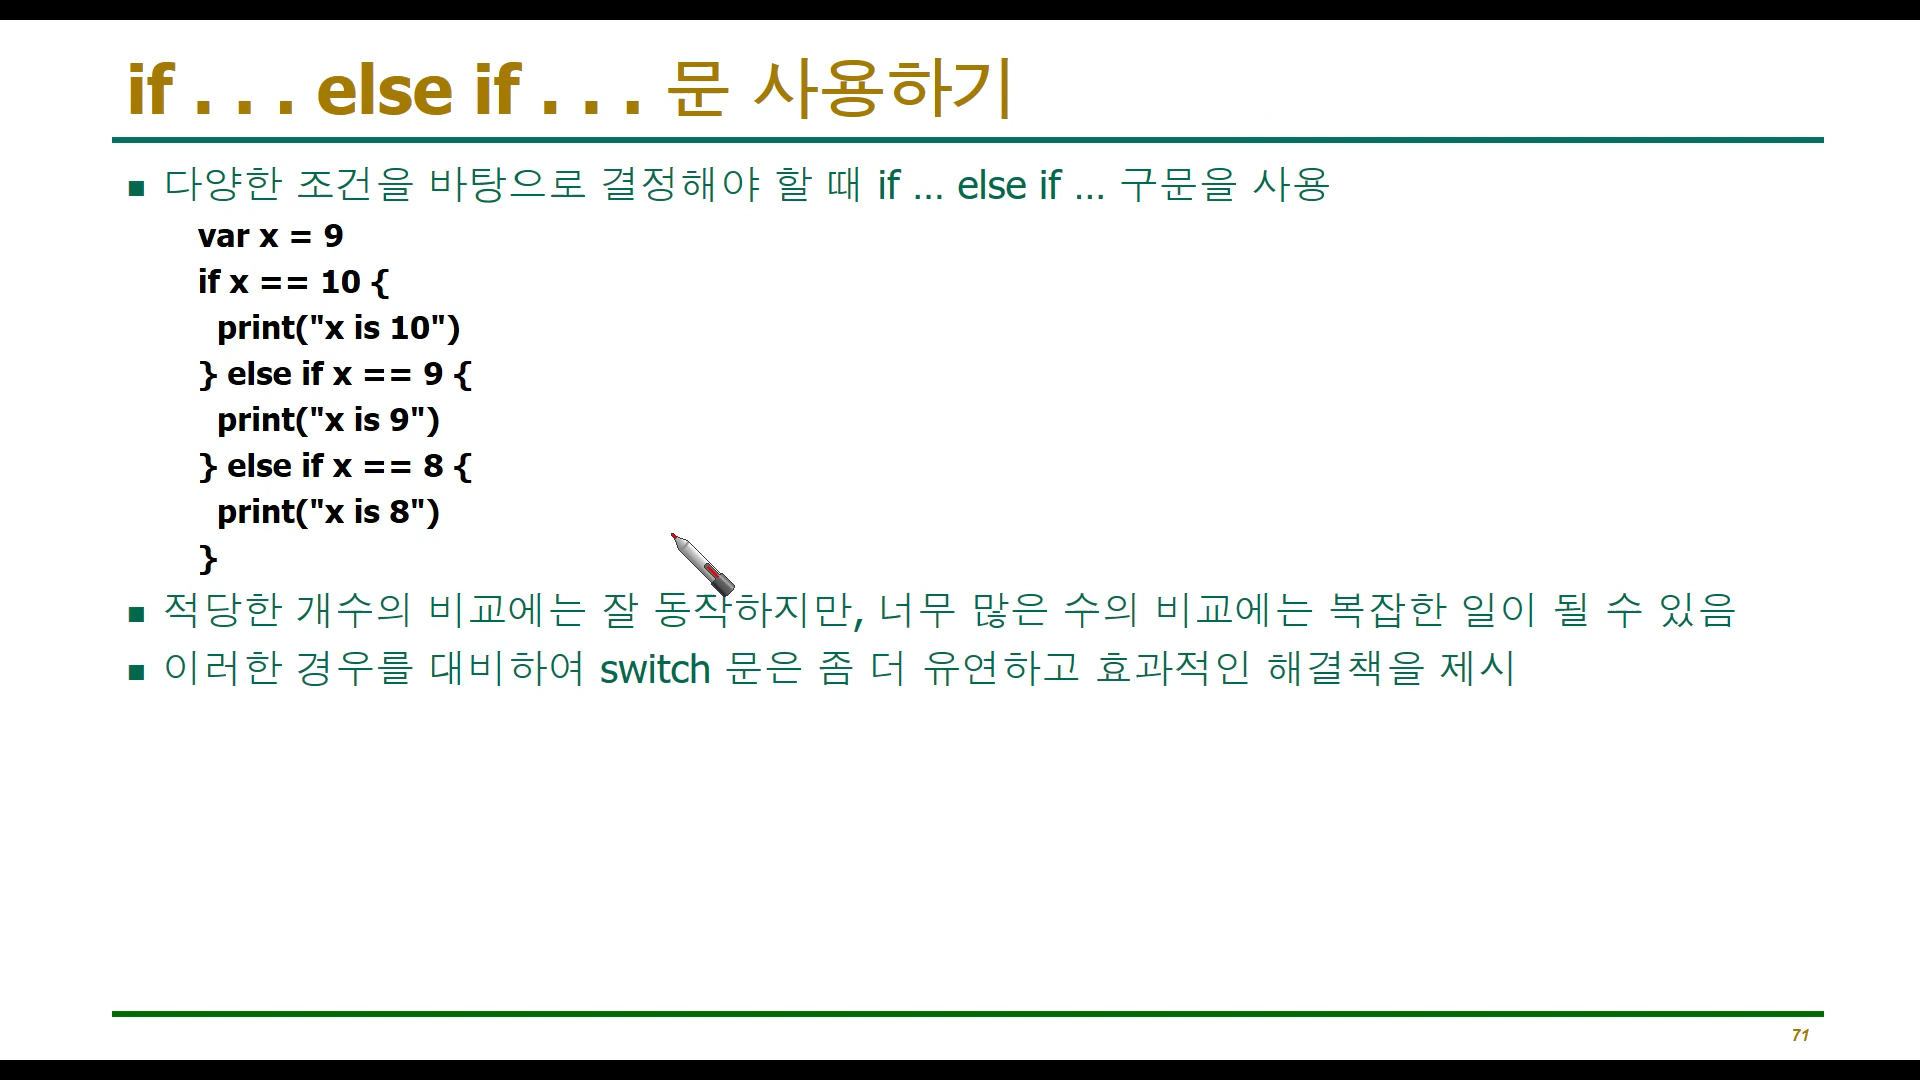 if . . . else if . . . 문 사용하기
■ 다양한 조건을 바탕으로 결정해야 할 때 if … else if … 구문을 사용
var x = 9
if x == 10 {
print("x is 10")
} else if x == 9 {
print("x is 9")
} else if x == 8 {
print("x is 8")
}
■ 적당한 개수의 비교에는 잘 동작하지만, 너무 많은 수의 비교에는 복잡한 일이 될 수 있음
■ 이러한 경우를 대비하여 switch 문은 좀 더 유연하고 효과적인 해결책을 제시
71